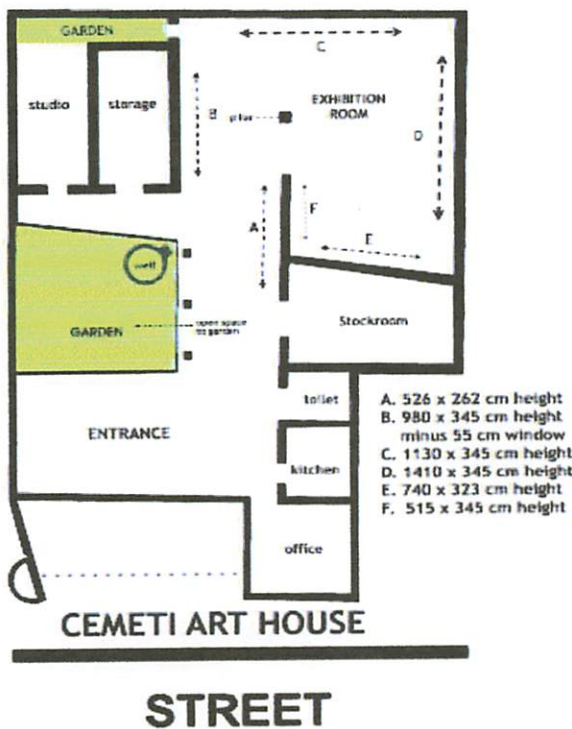 GARDEN
C
studio
storage
B
pilar
EXHIBITION
ROOM
D
A
F
E
well
GARDEN
open space
to garden
Stockroom
toilet
ENTRANCE
kitchen
office
A. 526 x 262 cm height
B. 980 x 345 cm height
minus 55 cm window
C. 1130 x 345 cm height
D. 1410 x 345 cm height
E. 740 x 323 cm height
F. 515 x 345 cm height
CEMETI ART HOUSE
STREET